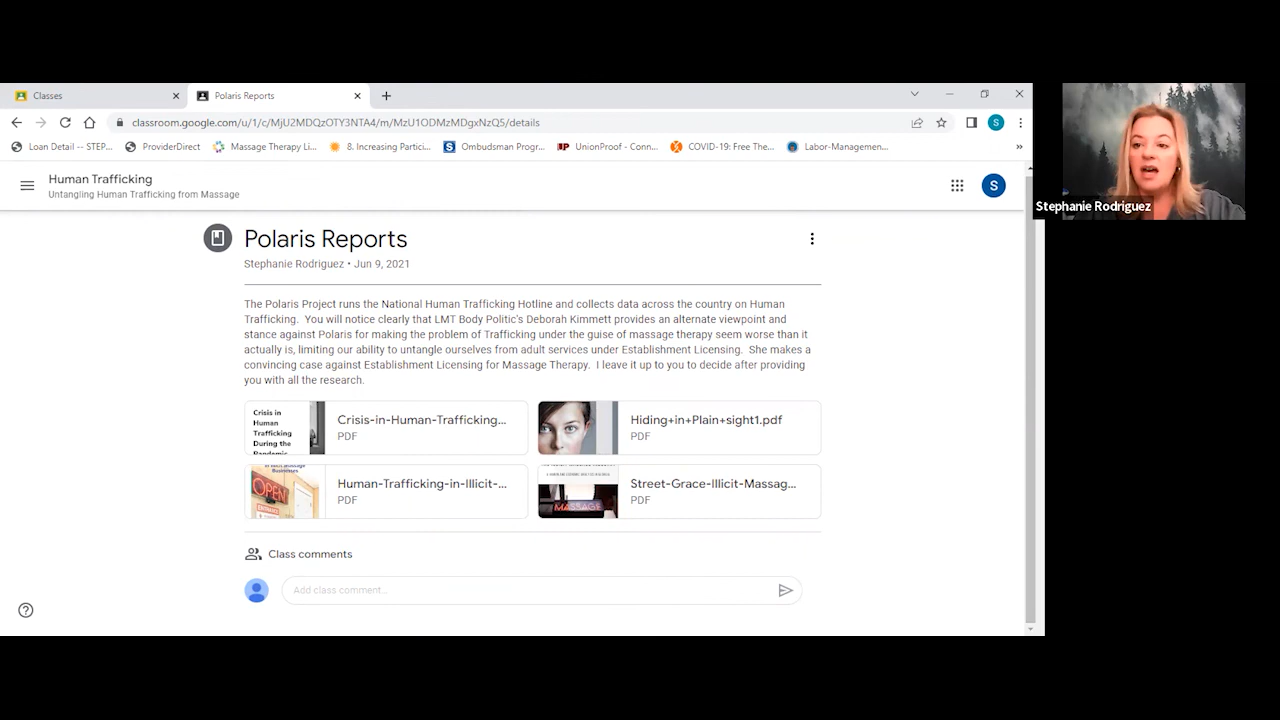 Classes
Polaris Reports
classroom.google.com/u/1/c/MjU2MDQzOTY3NTA4/m/MzU1ODMzMDgxNzQ5/details
Loan Detail -- STEP... ProviderDirect Massage Therapy Li... 8. Increasing Partici... Ombudsman Progr... UnionProof - Conn... COVID-19: Free The... Labor-Managemen... »
Human Trafficking
Untangling Human Trafficking from Massage
S
S
Stephanie Rodriguez
Polaris Reports
Stephanie Rodriguez • Jun 9, 2021
The Polaris Project runs the National Human Trafficking Hotline and collects data across the country on Human
Trafficking. You will notice clearly that LMT Body Politic's Deborah Kimmett provides an alternate viewpoint and
stance against Polaris for making the problem of Trafficking under the guise of massage therapy seem worse than it
actually is, limiting our ability to untangle ourselves from adult services under Establishment Licensing. She makes a
convincing case against Establishment Licensing for Massage Therapy. I leave it up to you to decide after providing
you with all the research.
Crisis in
Human
Trafficking
During the
Pandemic
Crisis-in-Human-Trafficking...
PDF
Hiding+in+Plain+sight1.pdf
PDF
Businesses
OPEN
ENTRANCE
Human-Trafficking-in-Illicit-...
PDF
MASSAGE
Street-Grace-Illicit-Massag...
PDF
Class comments
Add class comment...